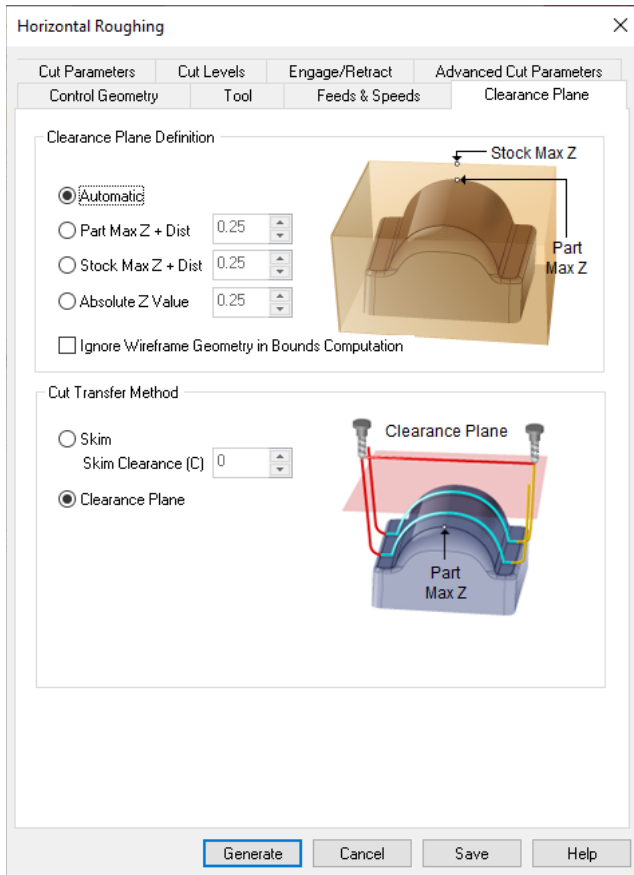 Horizontal Roughing
Cut Parameters
Cut Levels
Engage/Retract
Advanced Cut Parameters
Control Geometry
Tool
Feeds & Speeds
Clearance Plane
Clearance Plane Definition
Automatic
Part Max Z + Dist
0.25
Stock Max Z + Dist
0.25
Absolute Z Value
0.25
Ignore Wireframe Geometry in Bounds Computation
Stock Max Z
Part
Max Z
Cut Transfer Method
Skim
Skim Clearance (C)
0
Clearance Plane
Clearance Plane
Part
Max Z
Generate
Cancel
Save
Help